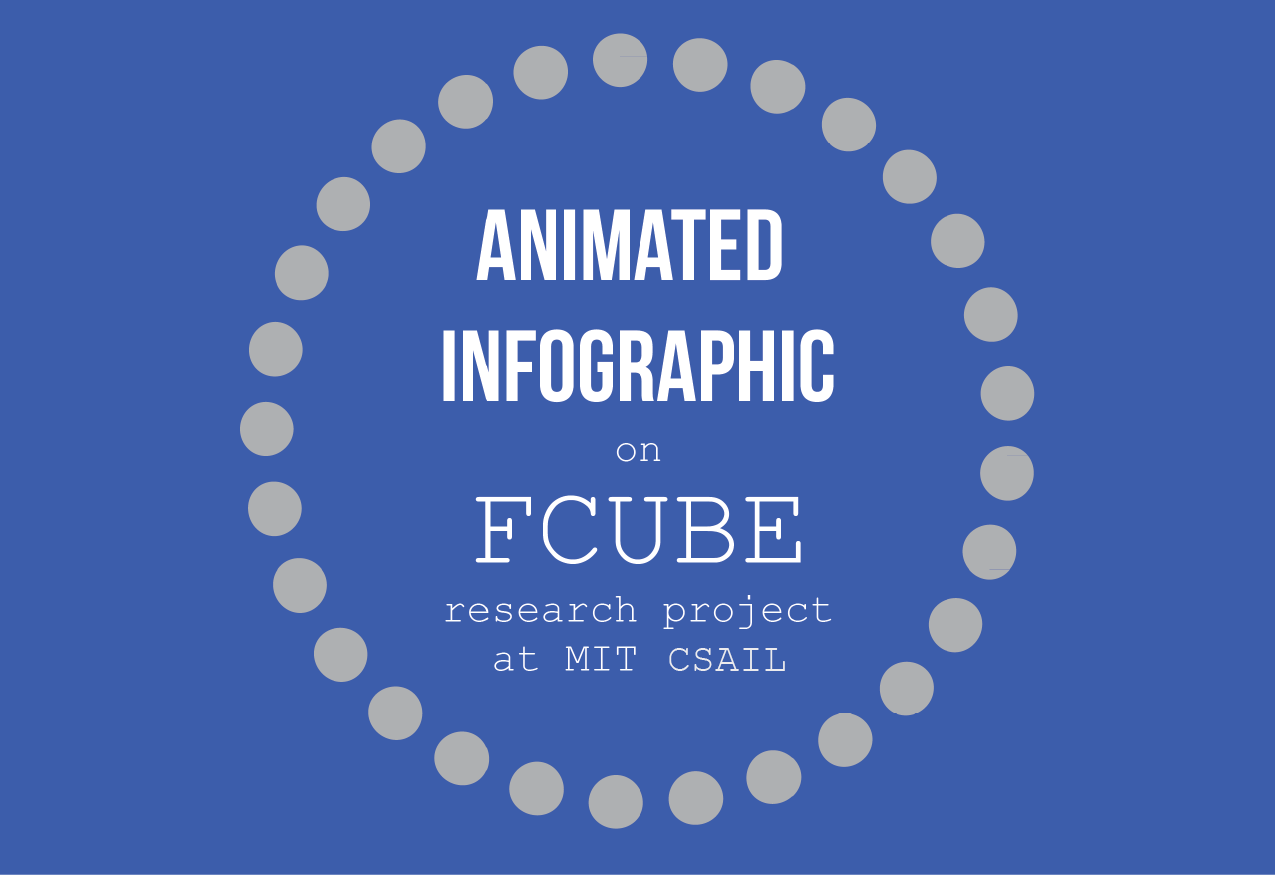 ANIMATED
INFOGRAPHIC
on
FCUBE
research project
at MIT CSAIL